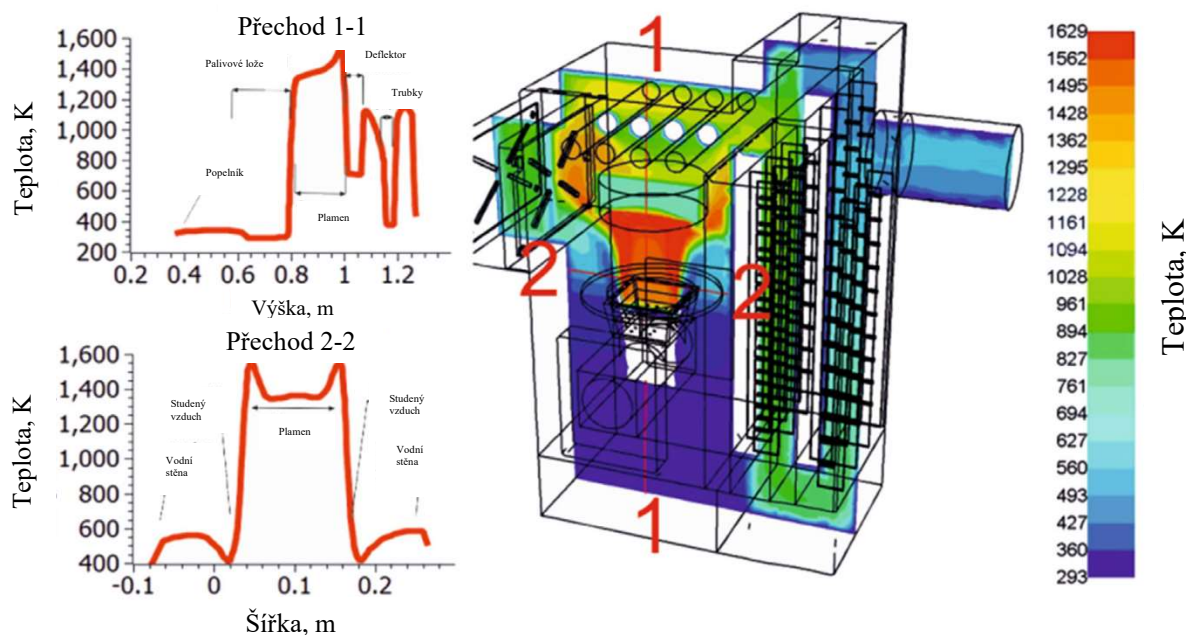 Přechod 1-1
1,600
1,400
1,200
1,000
800
600
400
200
Teplota, K
Palivové lože
Deflektor
Trubky
Popelník
Plamen
0.2
0.4
0.6
0.8
1
1.2
Výška, m
Přechod 2-2
1,600
1,400
1,200
1,000
800
600
400
Teplota, K
Studený
vzduch
Plamen
Studený
vzduch
Vodní
stěna
Vodní
stěna
-0.1
0
0.1
0.2
Šířka, m
1
2
2
1
1629
1562
1495
1428
1362
1295
1228
1161
1094
1028
961
894
827
761
694
627
560
493
427
360
293
Teplota, K